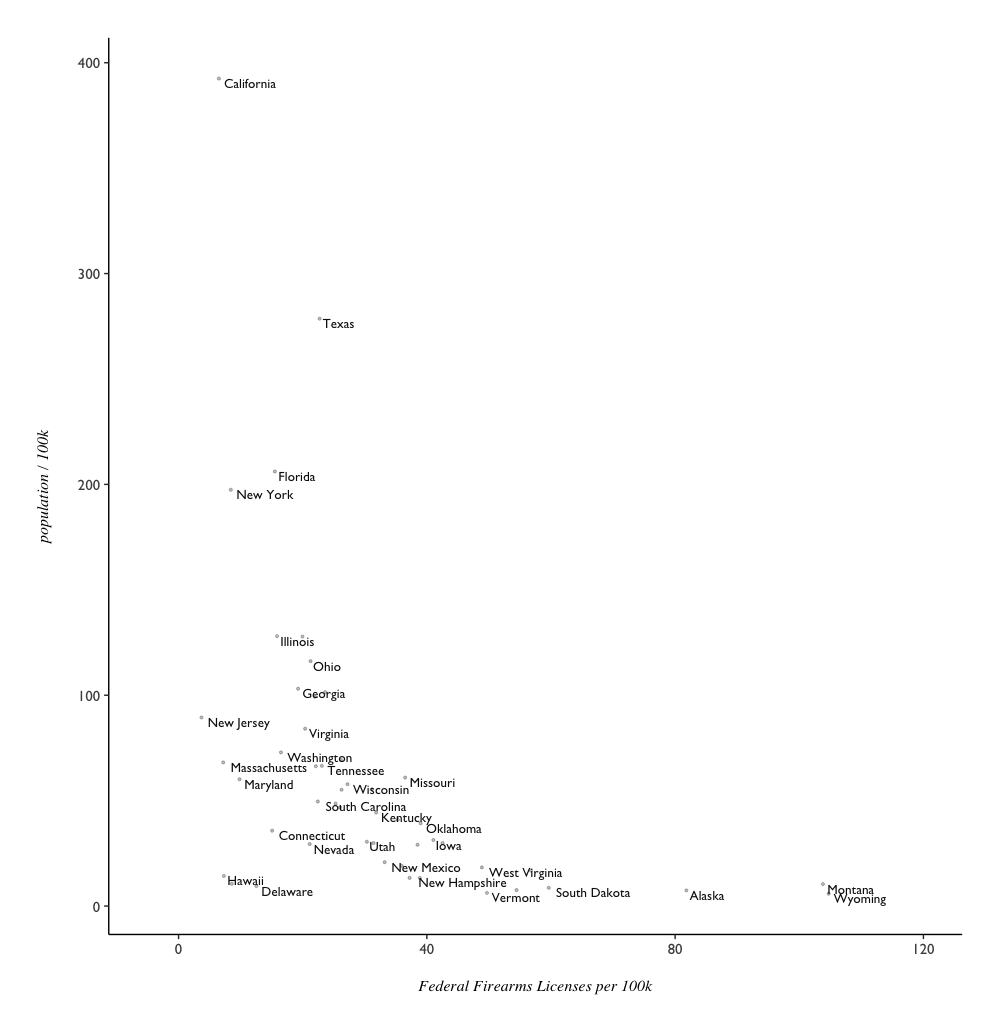 400
California
300
Texas
population / 100k
Florida
200
New York
Illinois
Ohio
Georgia
100
New Jersey
Virginia
Washington
Massachusetts
Tennessee
Maryland
Missouri
Wisconsin
South Carolina
Kentucky
Oklahoma
Connecticut
Utah
Iowa
Nevada
New Mexico
West Virginia
Hawaii
New Hampshire
Montana
Delaware
South Dakota
Alaska
Vermont
Wyoming
0
0 40 80 120
Federal Firearms Licenses per 100k